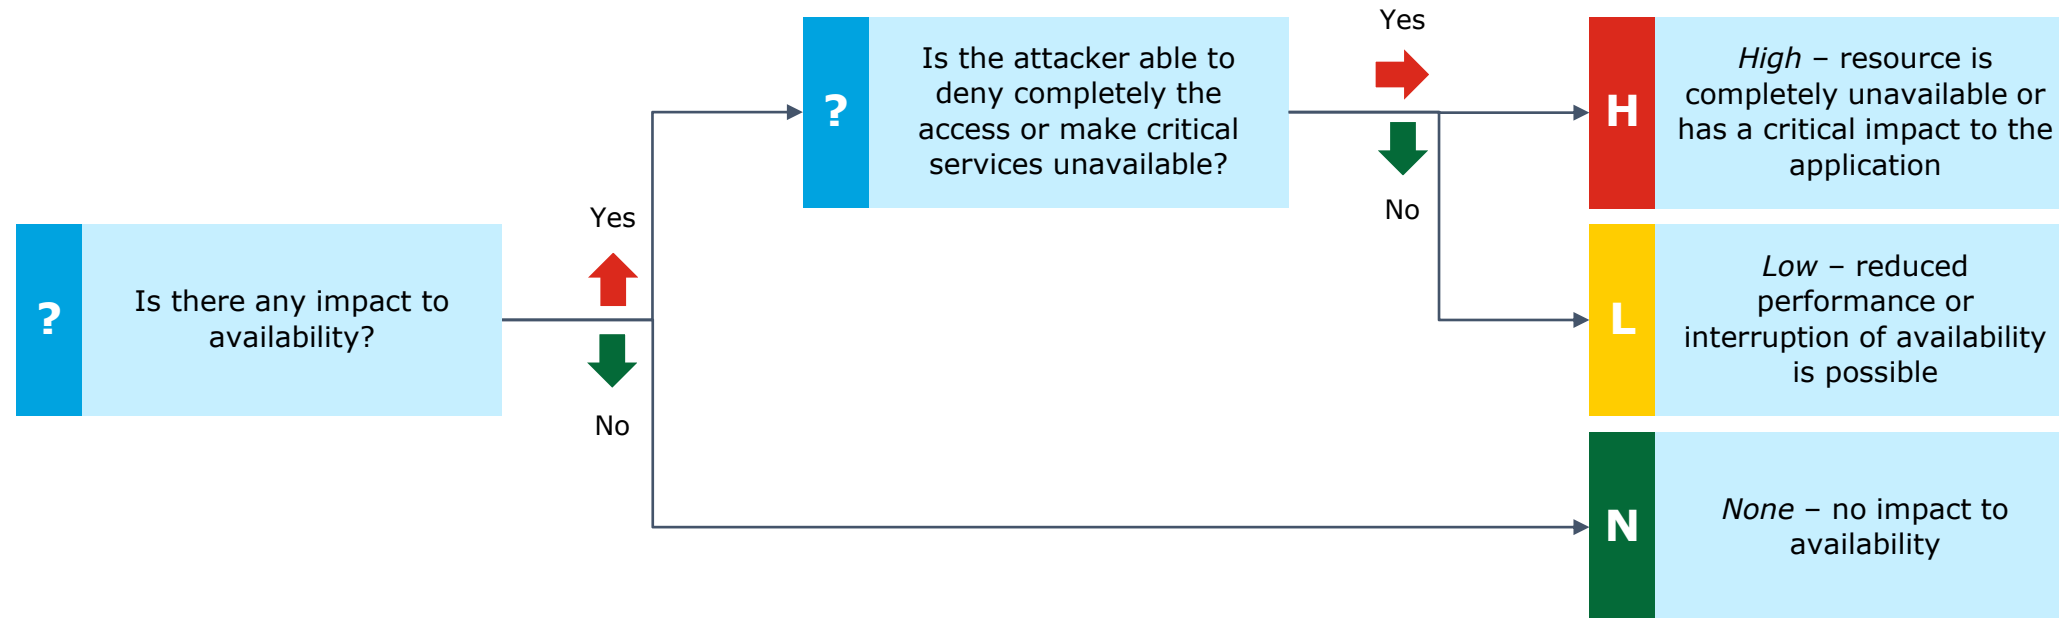 ?
Is there any impact to
availability?
Yes
No
?
Is the attacker able to
deny completely the
access or make critical
services unavailable?
Yes
No
H
High – resource is
completely unavailable or
has a critical impact to the
application
L
Low – reduced
performance or
interruption of availability
is possible
N
None – no impact to
availability